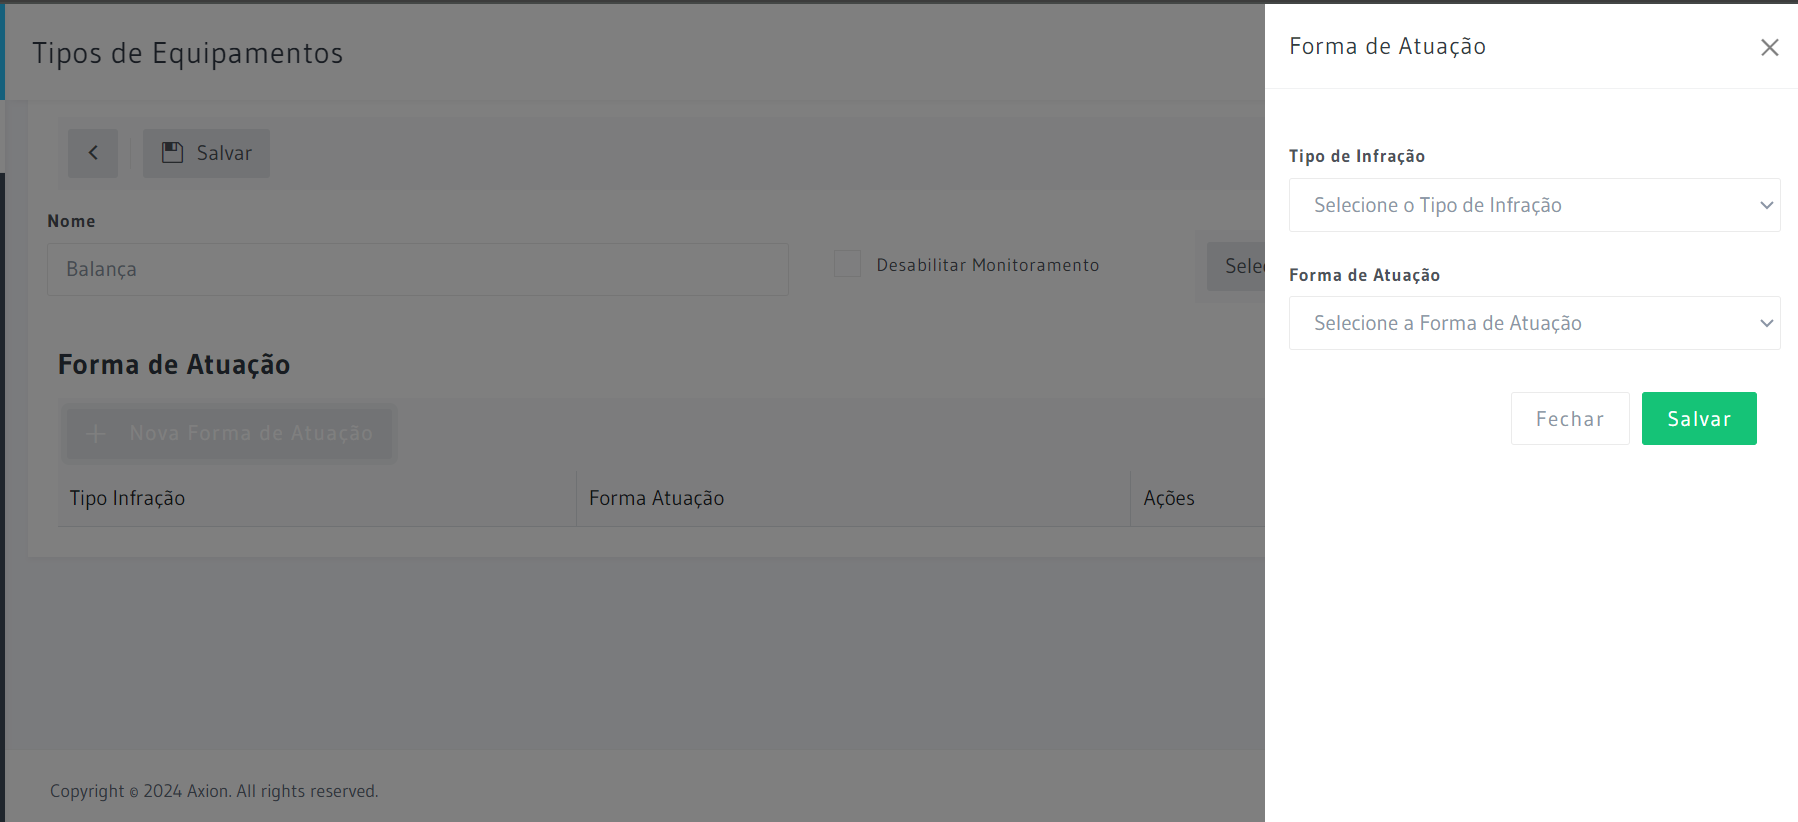 Tipos de Equipamentos
Salvar
Nome
Balança
Desabilitar Monitoramento
Forma de Atuação
Nova Forma de Atuação
Tipo Infração
Forma Atuação
Ações
Copyright © 2024 Axion. All rights reserved.
Forma de Atuação
Tipo de Infração
Selecione o Tipo de Infração
Forma de Atuação
Selecione a Forma de Atuação
Fechar
Salvar